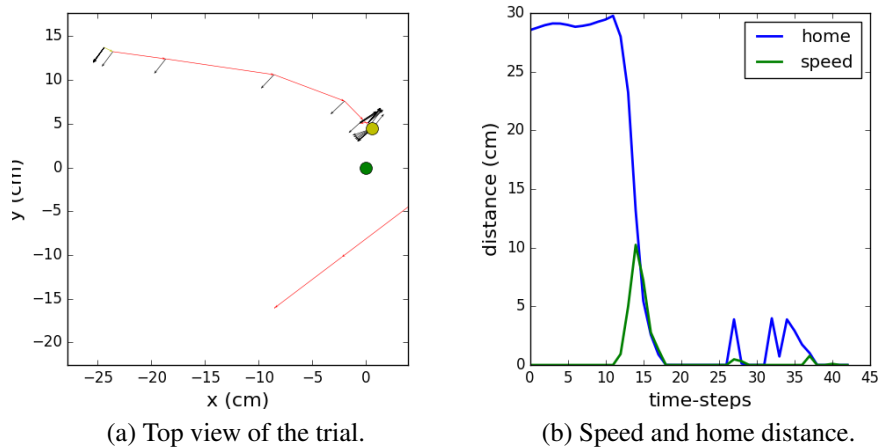 15
10
5
0
−5
−10
−15
−20
y (cm)
−25 −20 −15 −10 −5 0
x (cm)
(a) Top view of the trial.
30
25
20
15
10
5
0
distance (cm)
home
speed
0 5 10 15 20 25 30 35 40 45
time-steps
(b) Speed and home distance.